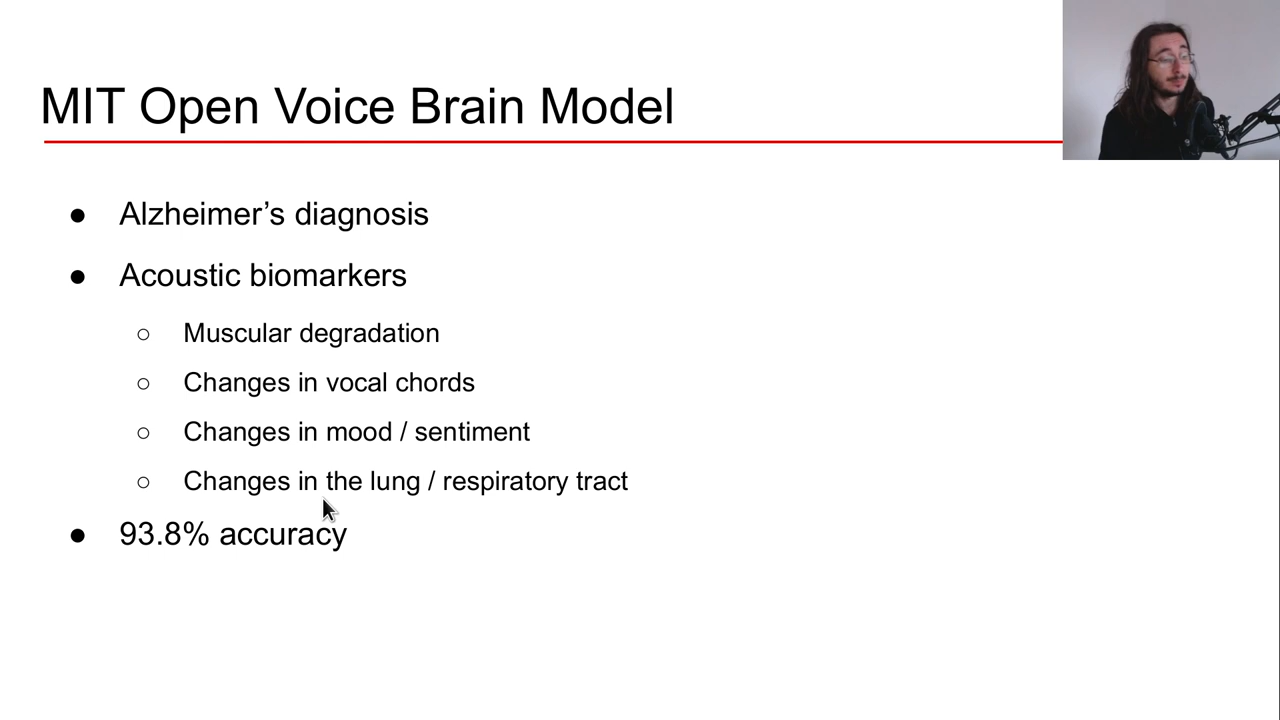 MIT Open Voice Brain Model
● Alzheimer’s diagnosis
● Acoustic biomarkers
○ Muscular degradation
○ Changes in vocal chords
○ Changes in mood / sentiment
○ Changes in the lung / respiratory tract
● 93.8% accuracy